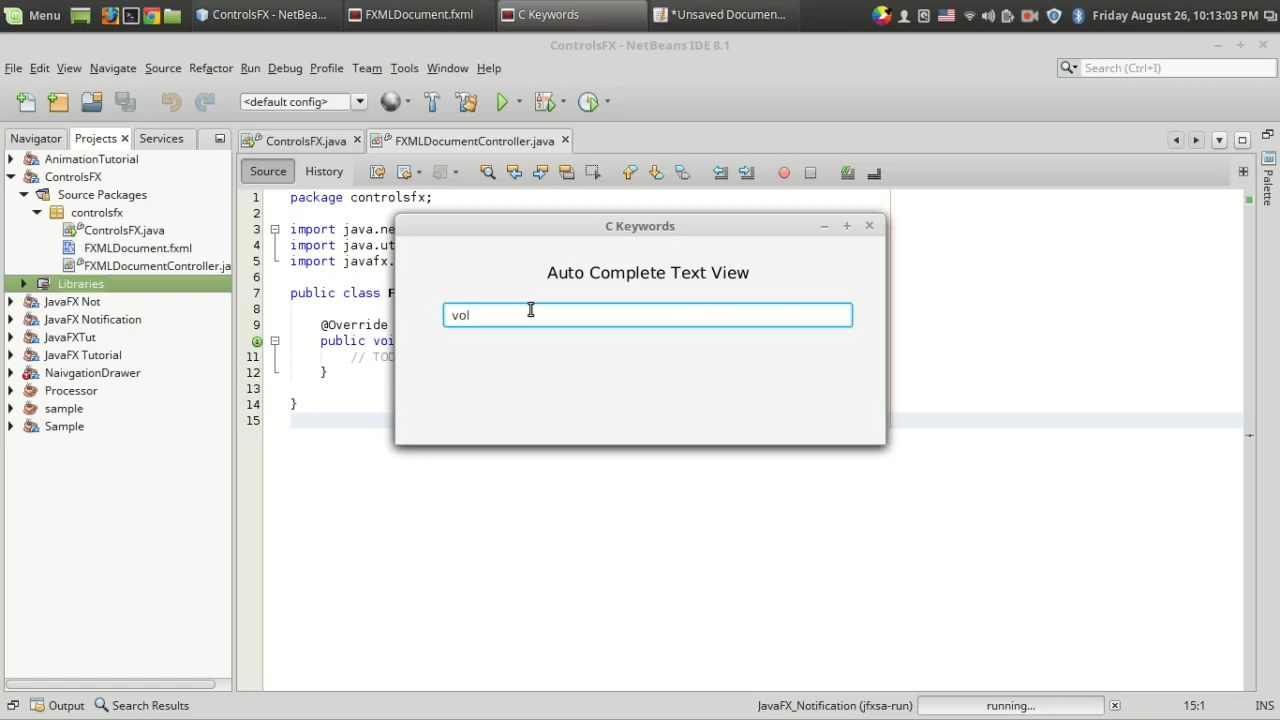 Menu
ControlsFX - NetBea...
FXMLDocument.fxml
C Keywords
*Unsaved Documen...
Friday August 26, 10:13:03 PM
ControlsFX - NetBeans IDE 8.1
File Edit View Navigate Source Refactor Run Debug Profile Team Tools Window Help
Search (Ctrl+I)
<default config>
Navigator Projects Services
ControlsFX.java
FXMLDocumentController.java
Palette
Source History
AnimationTutorial
ControlsFX
Source Packages
controlsfx
ControlsFX.java
FXMLDocument.fxml
FXMLDocumentController.ja
Libraries
JavaFX Not
JavaFX Notification
JavaFXTut
JavaFX Tutorial
NaivgationDrawer
Processor
sample
Sample
1 package controlsfx;
2
3 import java.ne
4 import java.ut
5 import javafx.
6
7 public class F
8
9 @Override
public voi
11 // TOD
12 }
13
14 }
15
C Keywords
Auto Complete Text View
vol
Output
Search Results
JavaFX_Notification (jfxsa-run)
running...
15:1
INS